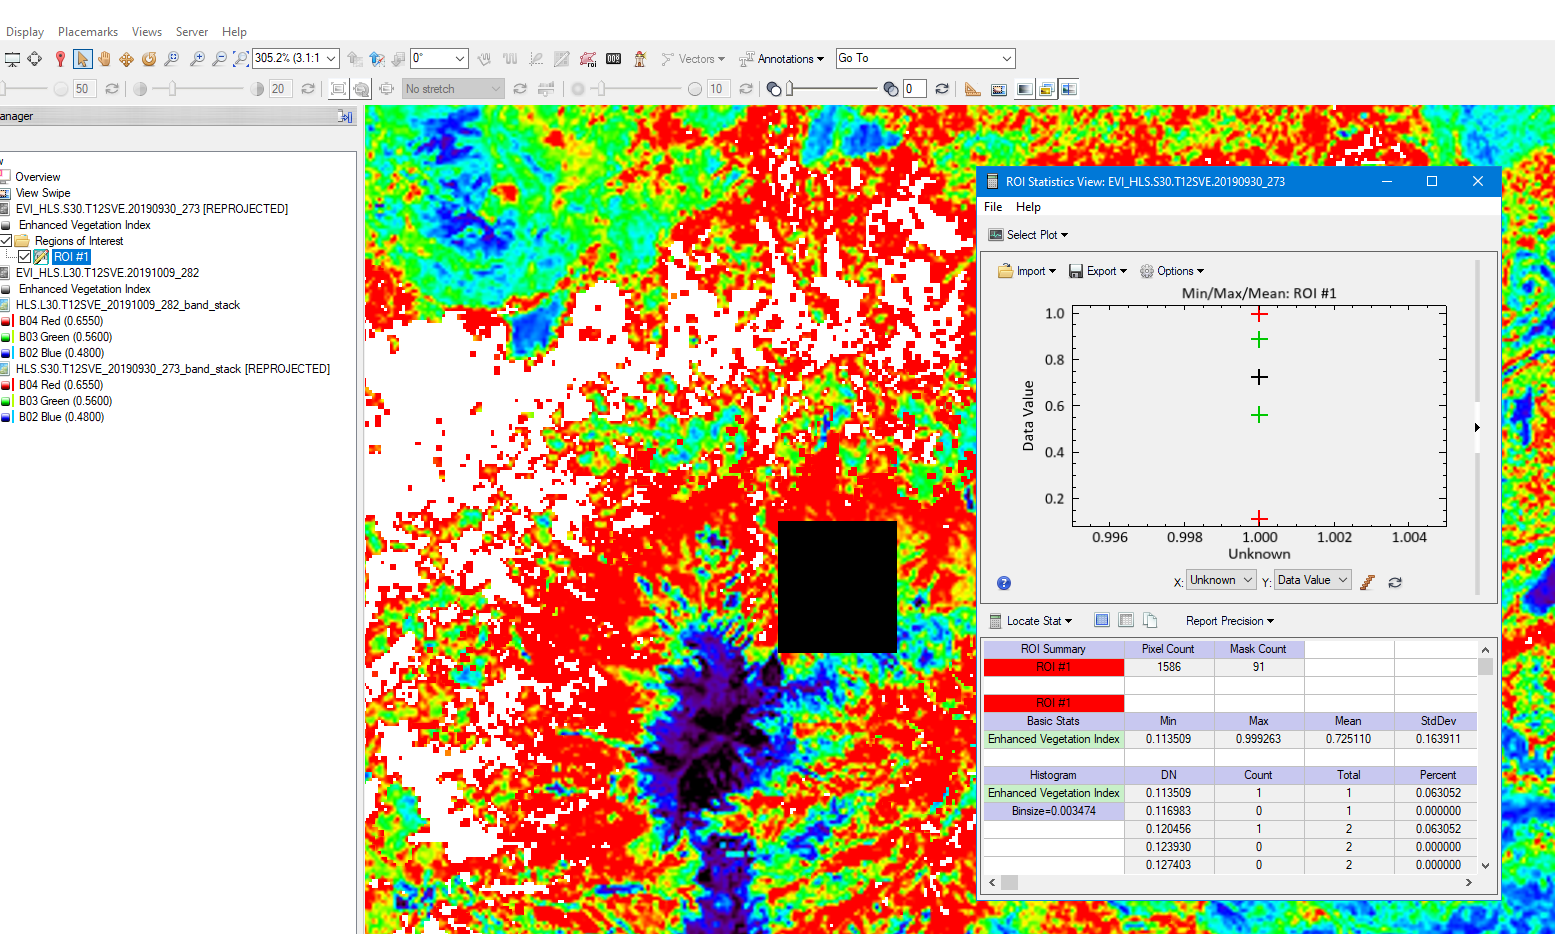 Display Placemarks Views Server Help
305.2% (3.1:1 0° roi Vectors Annotations Go To
50 20 No stretch 10 0
anager
Overview
View Swipe
EVI_HLS.S30.T12SVE.20190930_273 [REPROJECTED]
Enhanced Vegetation Index
Regions of Interest
ROI #1
EVI_HLS.L30.T12SVE.20191009_282
Enhanced Vegetation Index
HLS.L30.T12SVE_20191009_282_band_stack
B04 Red (0.6550)
B03 Green (0.5600)
B02 Blue (0.4800)
HLS.S30.T12SVE_20190930_273_band_stack [REPROJECTED]
B04 Red (0.6550)
B03 Green (0.5600)
B02 Blue (0.4800)
ROI Statistics View: EVI_HLS.S30.T12SVE.20190930_273
File Help
Select Plot
Import Export Options
Min/Max/Mean: ROI #1
1.0
0.8
0.6
0.4
0.2
Data Value
0.996 0.998 1.000 1.002 1.004
Unknown
X: Unknown Y: Data Value
Locate Stat Report Precision
ROI Summary Pixel Count Mask Count
ROI #1 1586 91
ROI #1
Basic Stats Min Max Mean StdDev
Enhanced Vegetation Index 0.113509 0.999263 0.725110 0.163911
Histogram DN Count Total Percent
Enhanced Vegetation Index 0.113509 1 1 0.063052
Binsize=0.003474 0.116983 0 1 0.000000
0.120456 1 2 0.063052
0.123930 0 2 0.000000
0.127403 0 2 0.000000